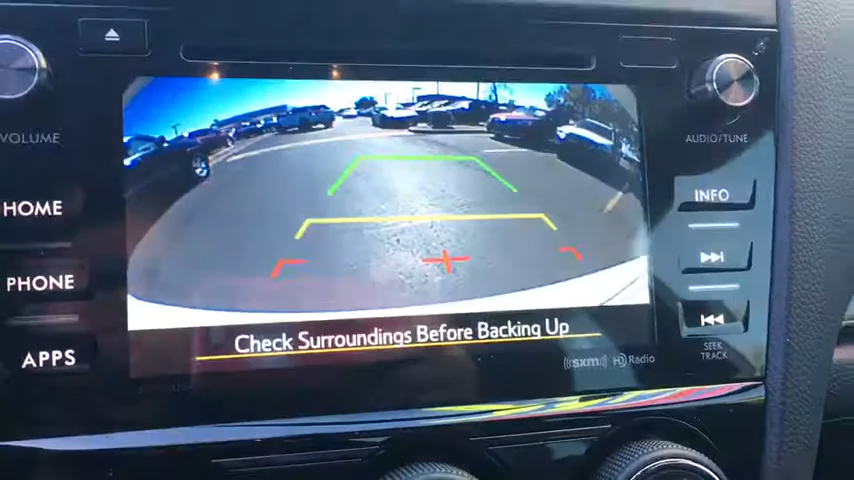 VOLUME
AUDIO/TUNE
HOME
INFO
PHONE
APPS
SEEK
TRACK
Check Surroundings Before Backing Up
((sxm)) HD Radio